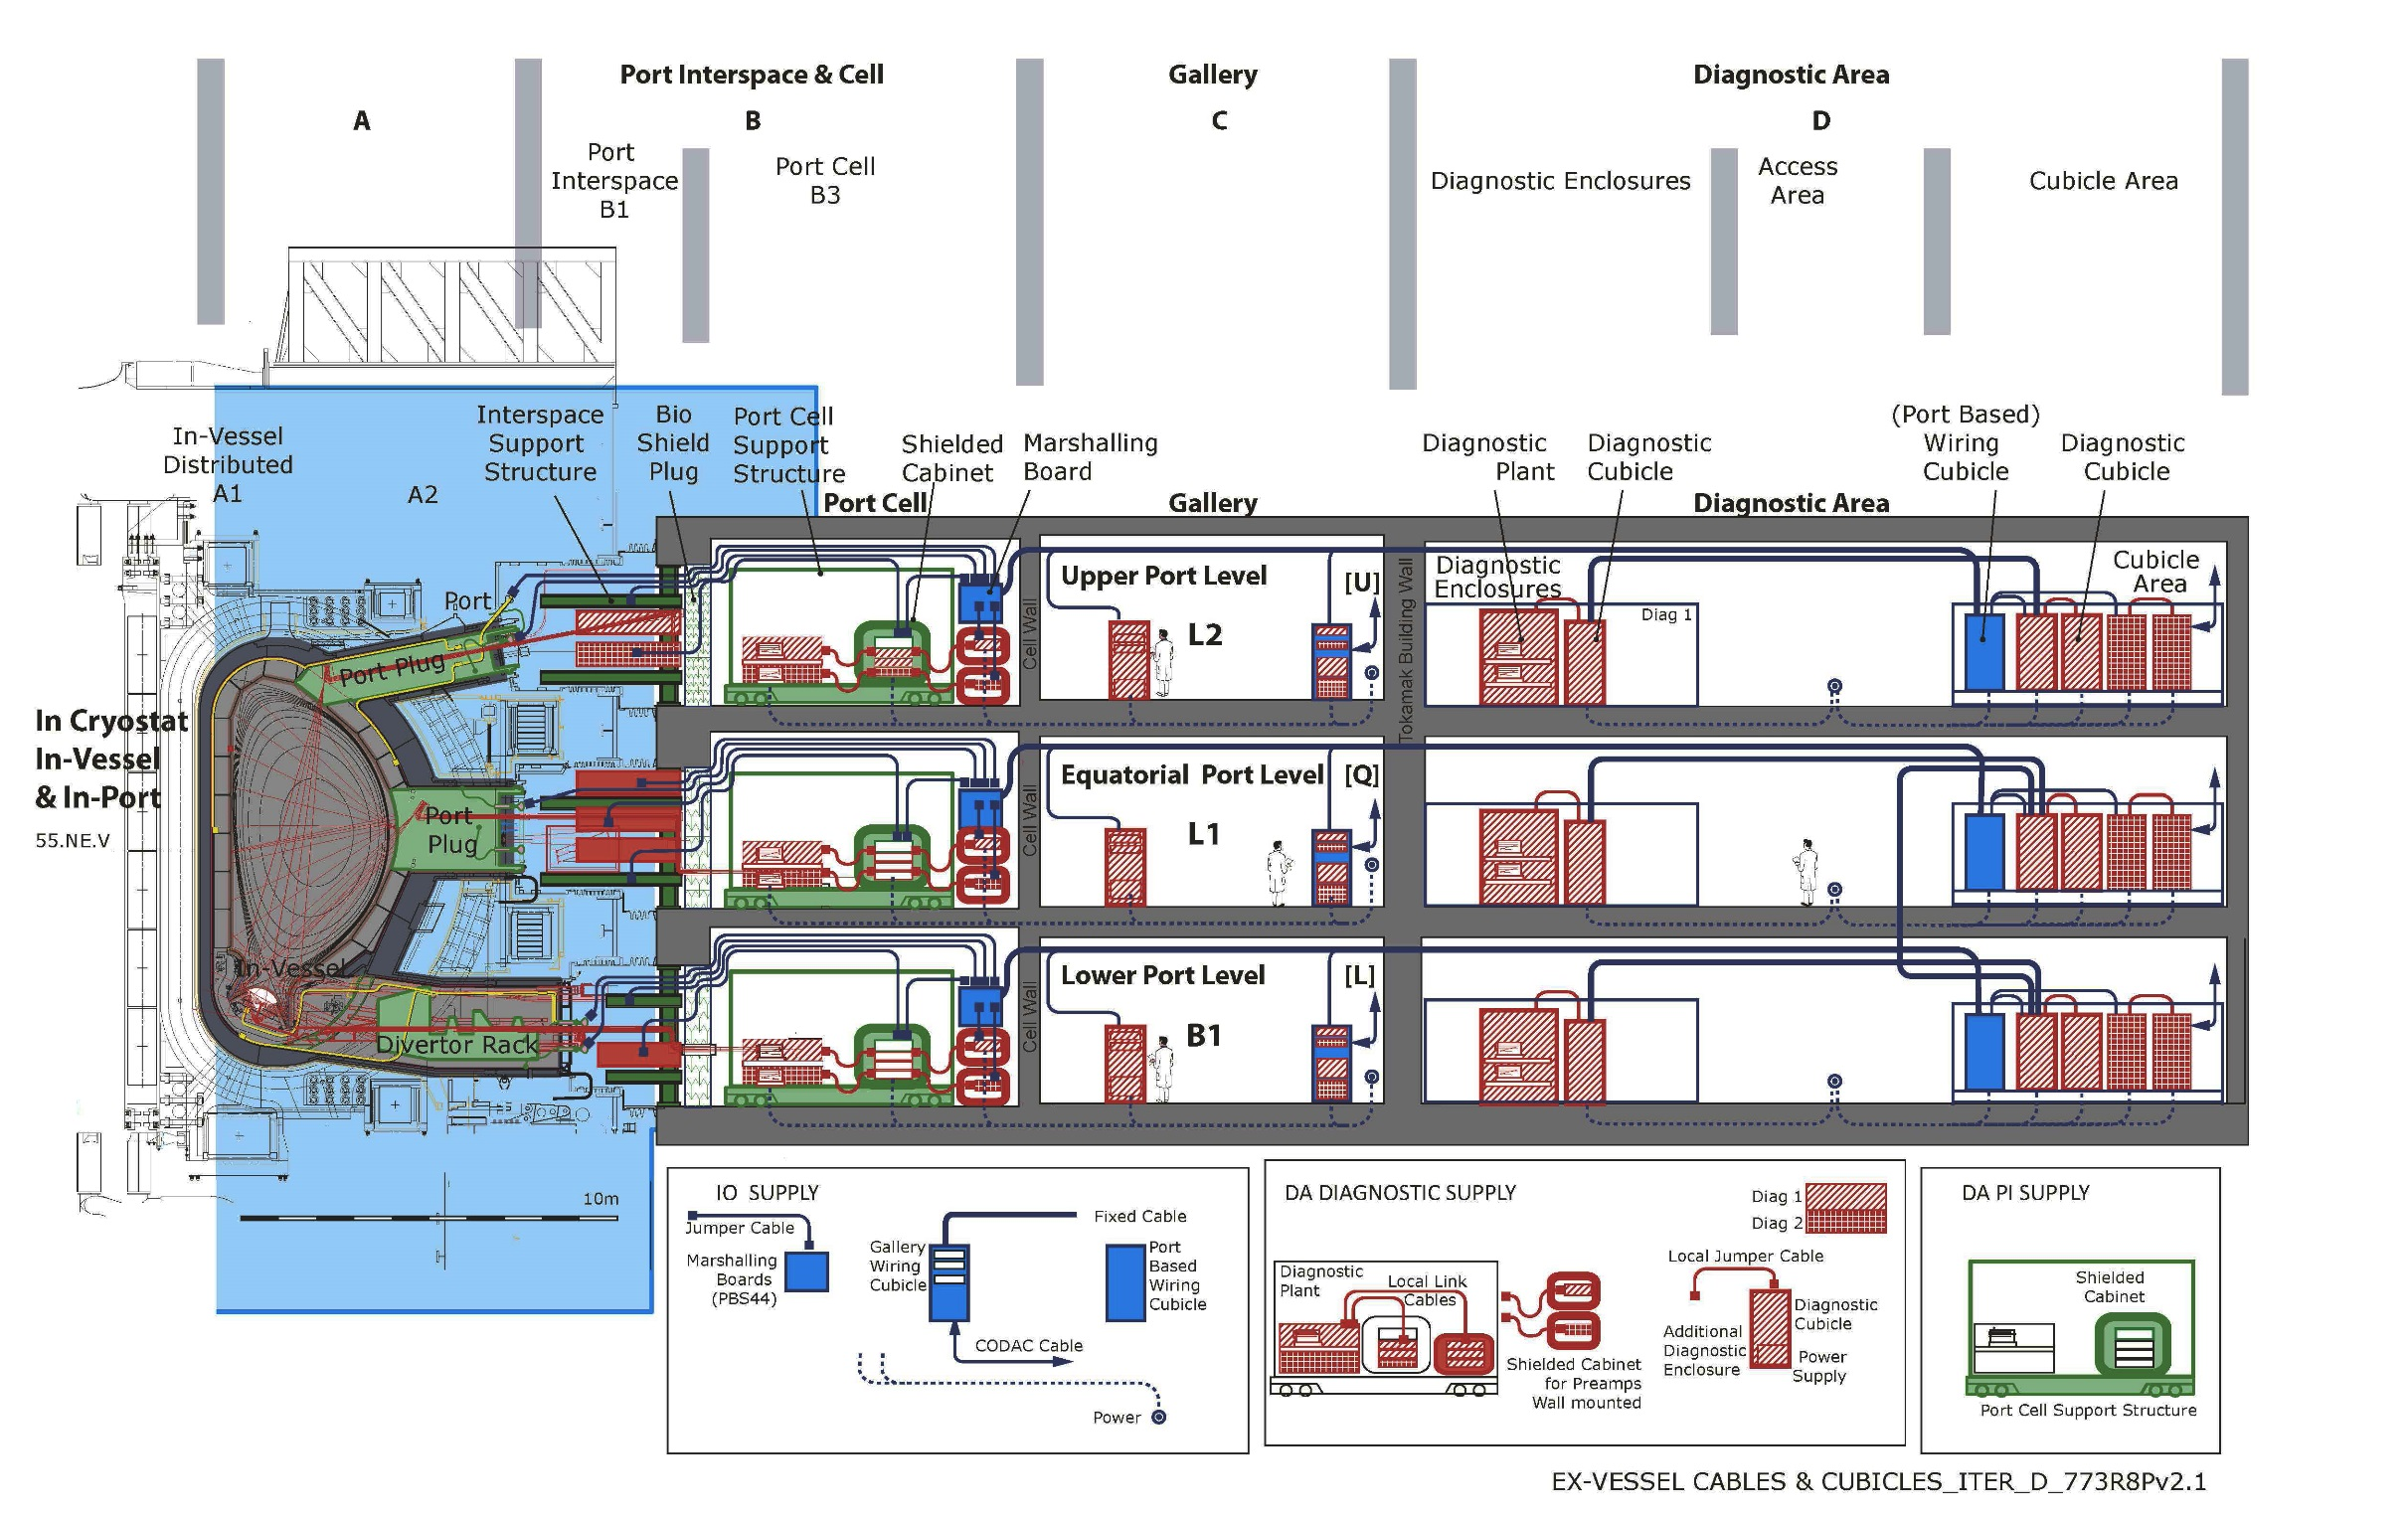 Port Interspace & Cell
Gallery
Diagnostic Area
A
B
C
D
Port
Interspace
B1
Port Cell
B3
Diagnostic Enclosures
Access
Area
Cubicle Area
In-Vessel
Distributed
A1
A2
Interspace
Support
Structure
Bio
Shield
Plug
Port Cell
Support
Structure
Shielded
Cabinet
Marshalling
Board
Diagnostic
Plant
Diagnostic
Cubicle
(Port Based)
Wiring
Cubicle
Diagnostic
Cubicle
Port Cell
Gallery
Diagnostic Area
Port
Port Plug
Upper Port Level
[U]
L2
Cell Wall
Tokamak Building Wall
Diagnostic
Enclosures
Diag 1
Cubicle
Area
In Cryostat
In-Vessel
& In-Port
55.NE.V
Port
Plug
Equatorial Port Level
[Q]
L1
Cell Wall
In-Vessel
Divertor Rack
Lower Port Level
[L]
B1
Cell Wall
10m
IO SUPPLY
Jumper Cable
Marshalling
Boards
(PBS44)
Gallery
Wiring
Cubicle
Fixed Cable
Port
Based
Wiring
Cubicle
CODAC Cable
Power
DA DIAGNOSTIC SUPPLY
Diag 1
Diag 2
Diagnostic
Plant
Local Link
Cables
Shielded Cabinet
for Preamps
Wall mounted
Local Jumper Cable
Additional
Diagnostic
Enclosure
Diagnostic
Cubicle
Power
Supply
DA PI SUPPLY
Shielded
Cabinet
Port Cell Support Structure
EX-VESSEL CABLES & CUBICLES_ITER_D_773R8Pv2.1